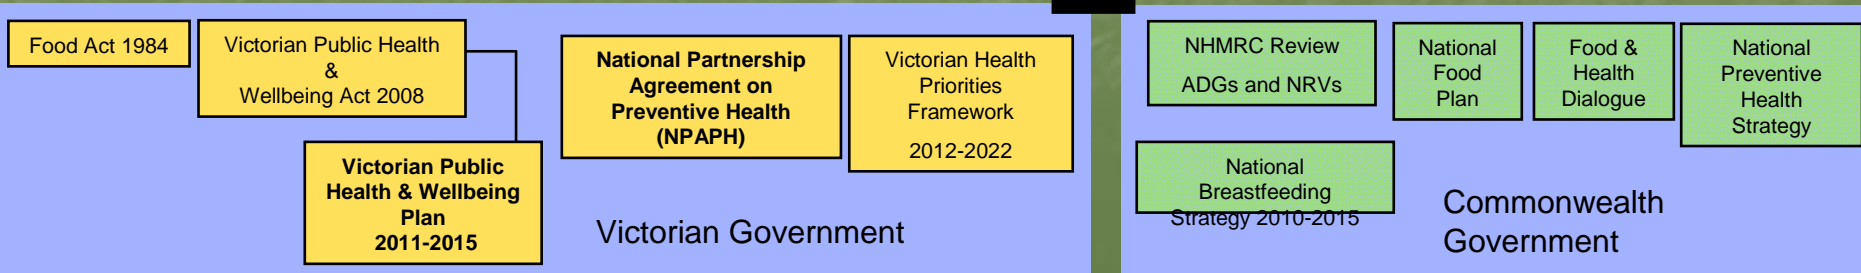 Food Act 1984
Victorian Public Health
&
Wellbeing Act 2008
Victorian Public
Health & Wellbeing
Plan
2011-2015
National Partnership
Agreement on
Preventive Health
(NPAPH)
Victorian Health
Priorities
Framework
2012-2022
Victorian Government
NHMRC Review
ADGs and NRVs
National
Food
Plan
Food &
Health
Dialogue
National
Preventive
Health
Strategy
National
Breastfeeding
Strategy 2010-2015
Commonwealth
Government